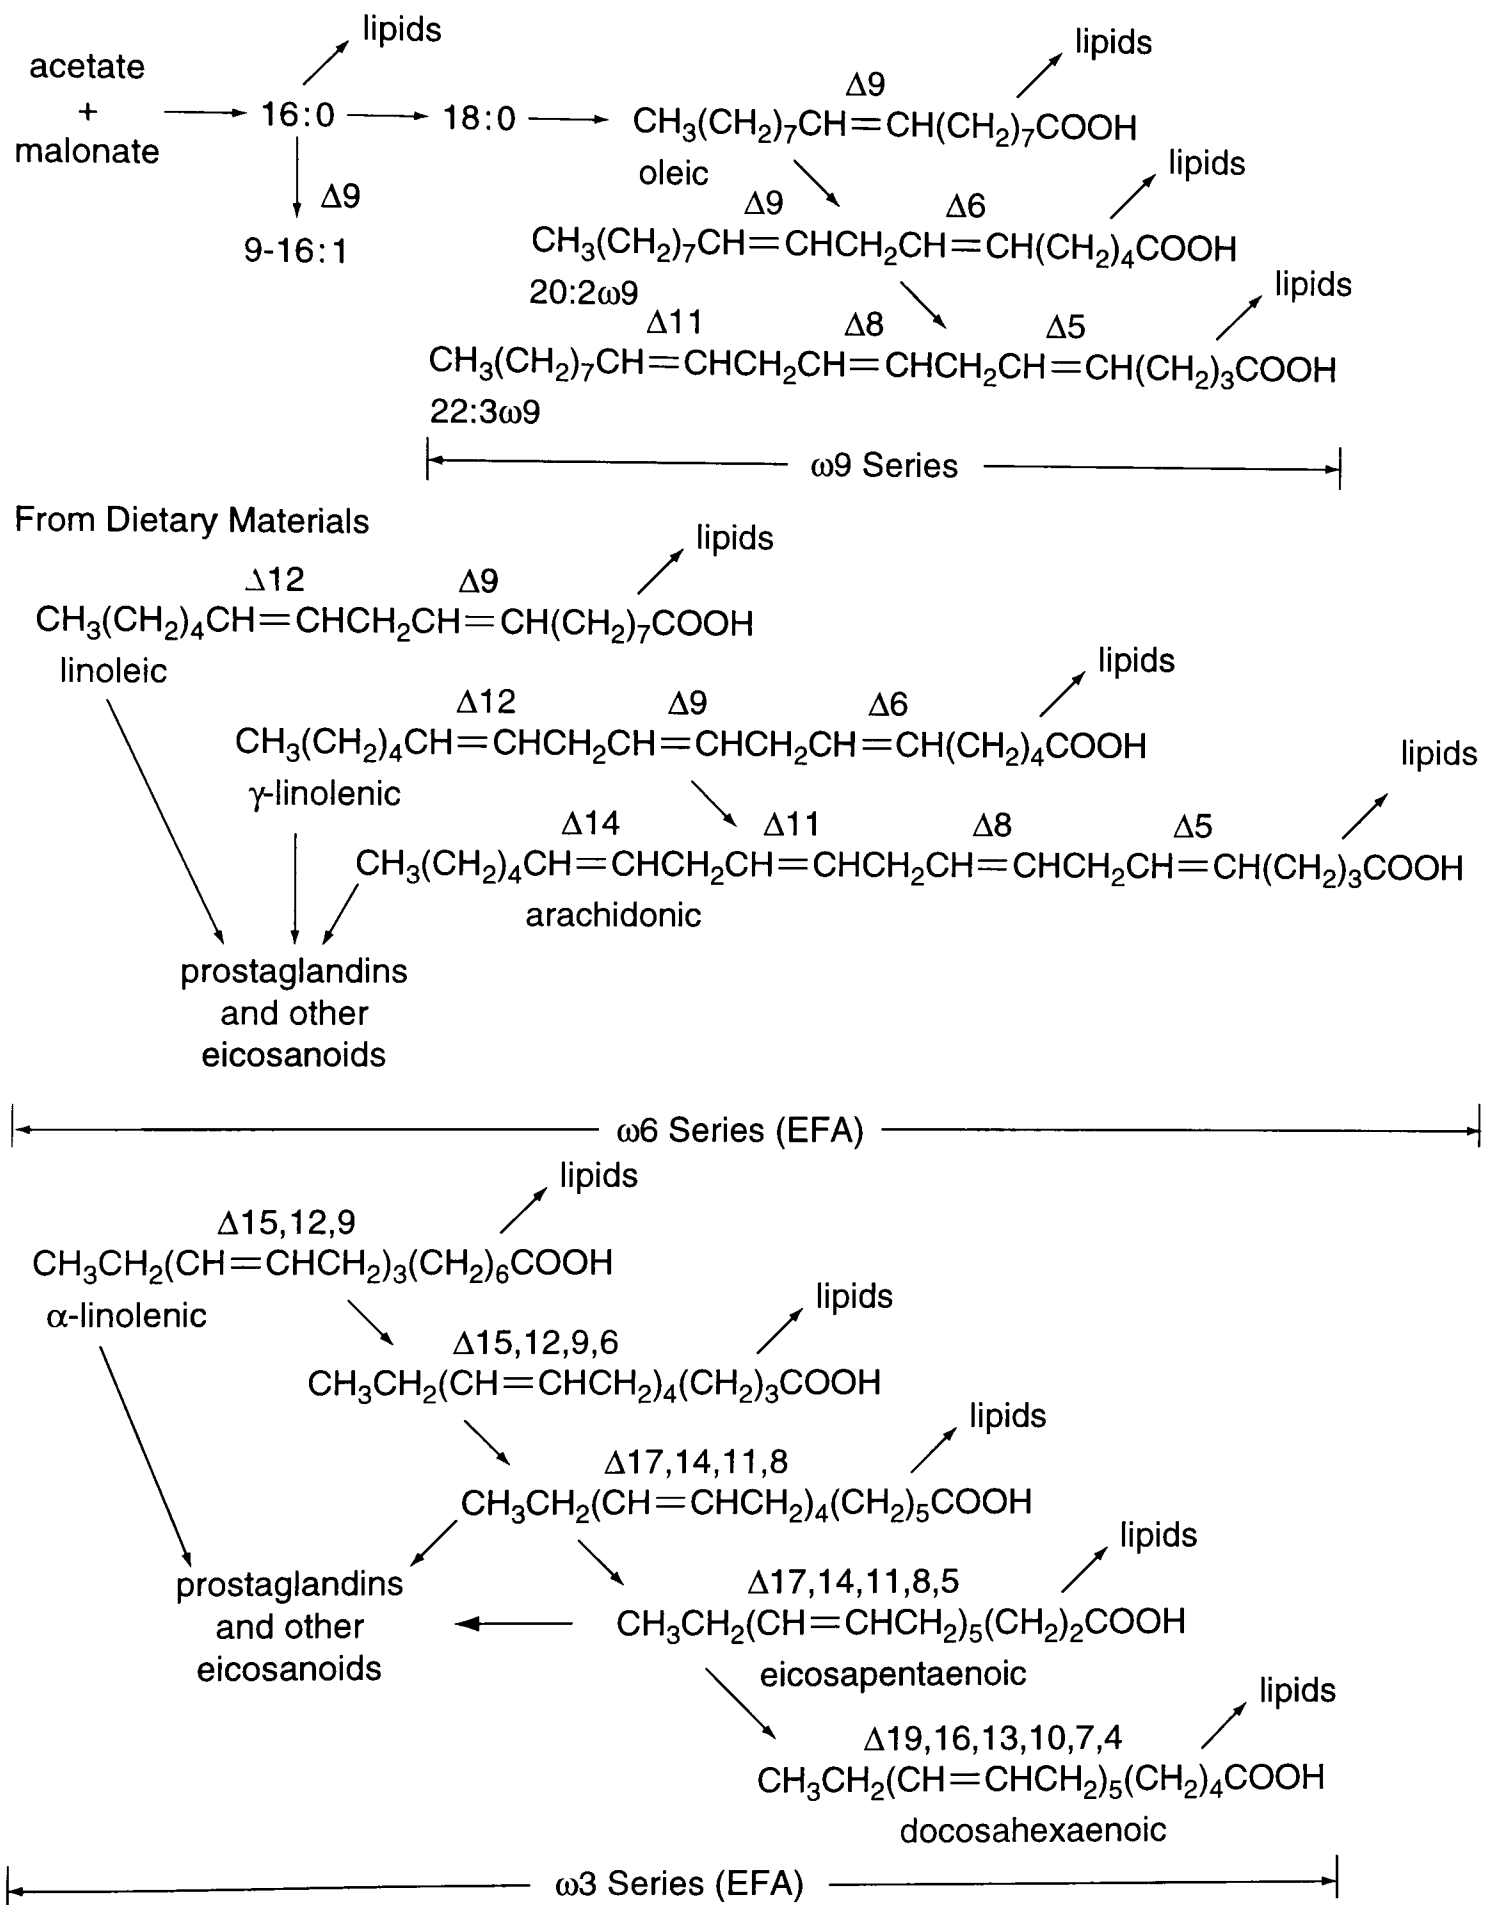 lipids
acetate
+
malonate
16:0
18:0
Δ9
CH₃(CH₂)₇CH=CH(CH₂)₇COOH
lipids
oleic
Δ9
9-16:1
Δ9 Δ6
CH₃(CH₂)₇CH=CHCH₂CH=CH(CH₂)₄COOH
lipids
20:2ω9
Δ11 Δ8 Δ5
CH₃(CH₂)₇CH=CHCH₂CH=CHCH₂CH=CH(CH₂)₃COOH
lipids
22:3ω9
ω9 Series
From Dietary Materials
lipids
Δ12 Δ9
CH₃(CH₂)₄CH=CHCH₂CH=CH(CH₂)₇COOH
linoleic
lipids
Δ12 Δ9 Δ6
CH₃(CH₂)₄CH=CHCH₂CH=CHCH₂CH=CH(CH₂)₄COOH
γ-linolenic
lipids
Δ14 Δ11 Δ8 Δ5
CH₃(CH₂)₄CH=CHCH₂CH=CHCH₂CH=CHCH₂CH=CH(CH₂)₃COOH
arachidonic
prostaglandins
and other
eicosanoids
ω6 Series (EFA)
lipids
Δ15,12,9
CH₃CH₂(CH=CHCH₂)₃(CH₂)₆COOH
α-linolenic
lipids
Δ15,12,9,6
CH₃CH₂(CH=CHCH₂)₄(CH₂)₃COOH
lipids
Δ17,14,11,8
CH₃CH₂(CH=CHCH₂)₄(CH₂)₅COOH
lipids
prostaglandins
and other
eicosanoids
Δ17,14,11,8,5
CH₃CH₂(CH=CHCH₂)₅(CH₂)₂COOH
eicosapentaenoic
lipids
Δ19,16,13,10,7,4
CH₃CH₂(CH=CHCH₂)₅(CH₂)₄COOH
docosahexaenoic
ω3 Series (EFA)